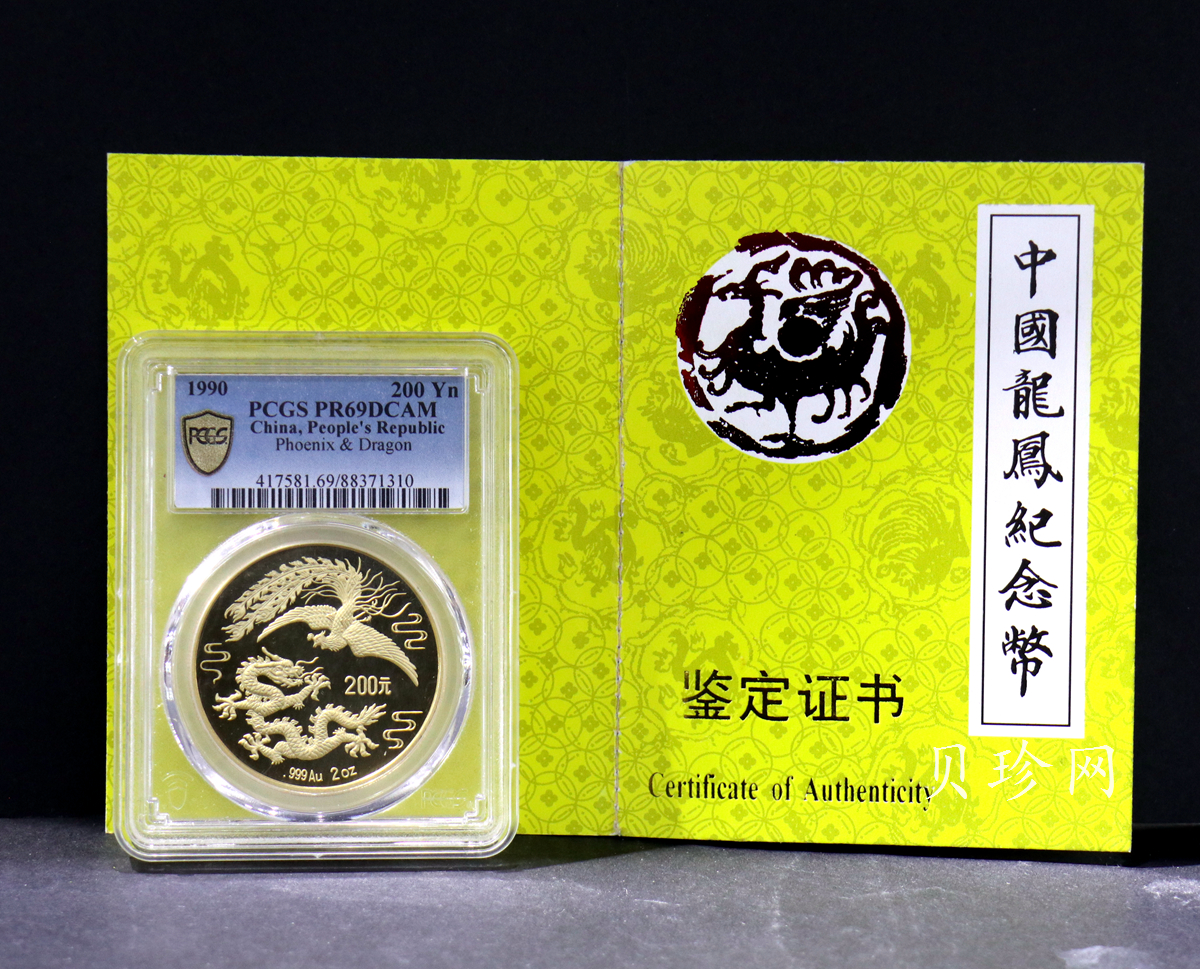 1990 200 Yn
PCGS PR69DCAM
China, People's Republic
Phoenix & Dragon
PCGS
417581.69/88371310
200元
.999Au 2oz
中國龍鳳紀念幣
鉴定证书
Certificate of Authenticity
贝珍网